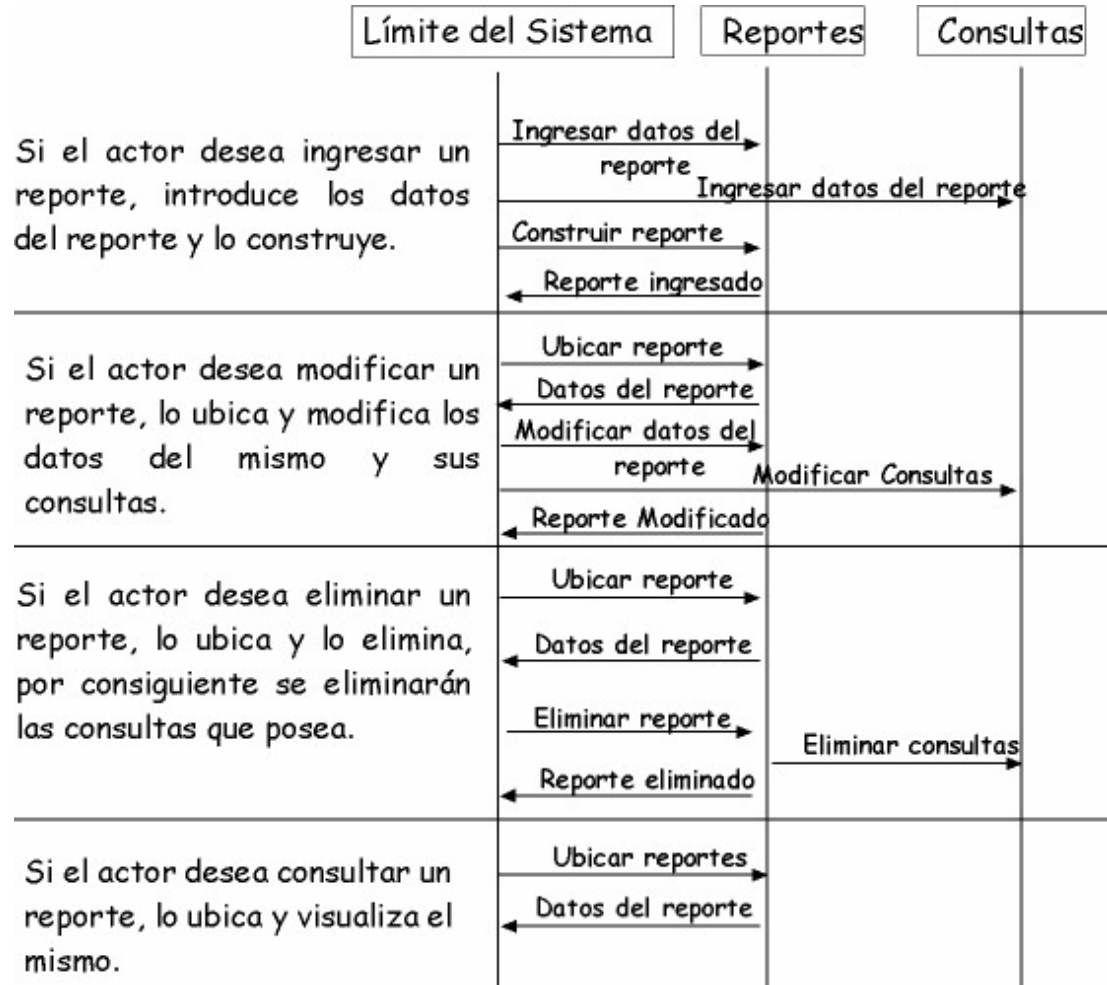 Límite del Sistema
Reportes
Consultas
Si el actor desea ingresar un
reporte, introduce los datos
del reporte y lo construye.
Ingresar datos del
reporte
Ingresar datos del reporte
Construir reporte
Reporte ingresado
Si el actor desea modificar un
reporte, lo ubica y modifica los
datos del mismo y sus
consultas.
Ubicar reporte
Datos del reporte
Modificar datos del
reporte
Modificar Consultas
Reporte Modificado
Si el actor desea eliminar un
reporte, lo ubica y lo elimina,
por consiguiente se eliminarán
las consultas que posea.
Ubicar reporte
Datos del reporte
Eliminar reporte
Eliminar consultas
Reporte eliminado
Si el actor desea consultar un
reporte, lo ubica y visualiza el
mismo.
Ubicar reportes
Datos del reporte